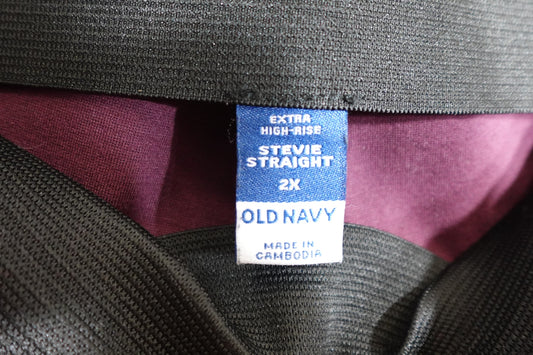 EXTRA
HIGH-RISE
STEVIE
STRAIGHT
2X
OLD NAVY
MADE IN
CAMBODIA